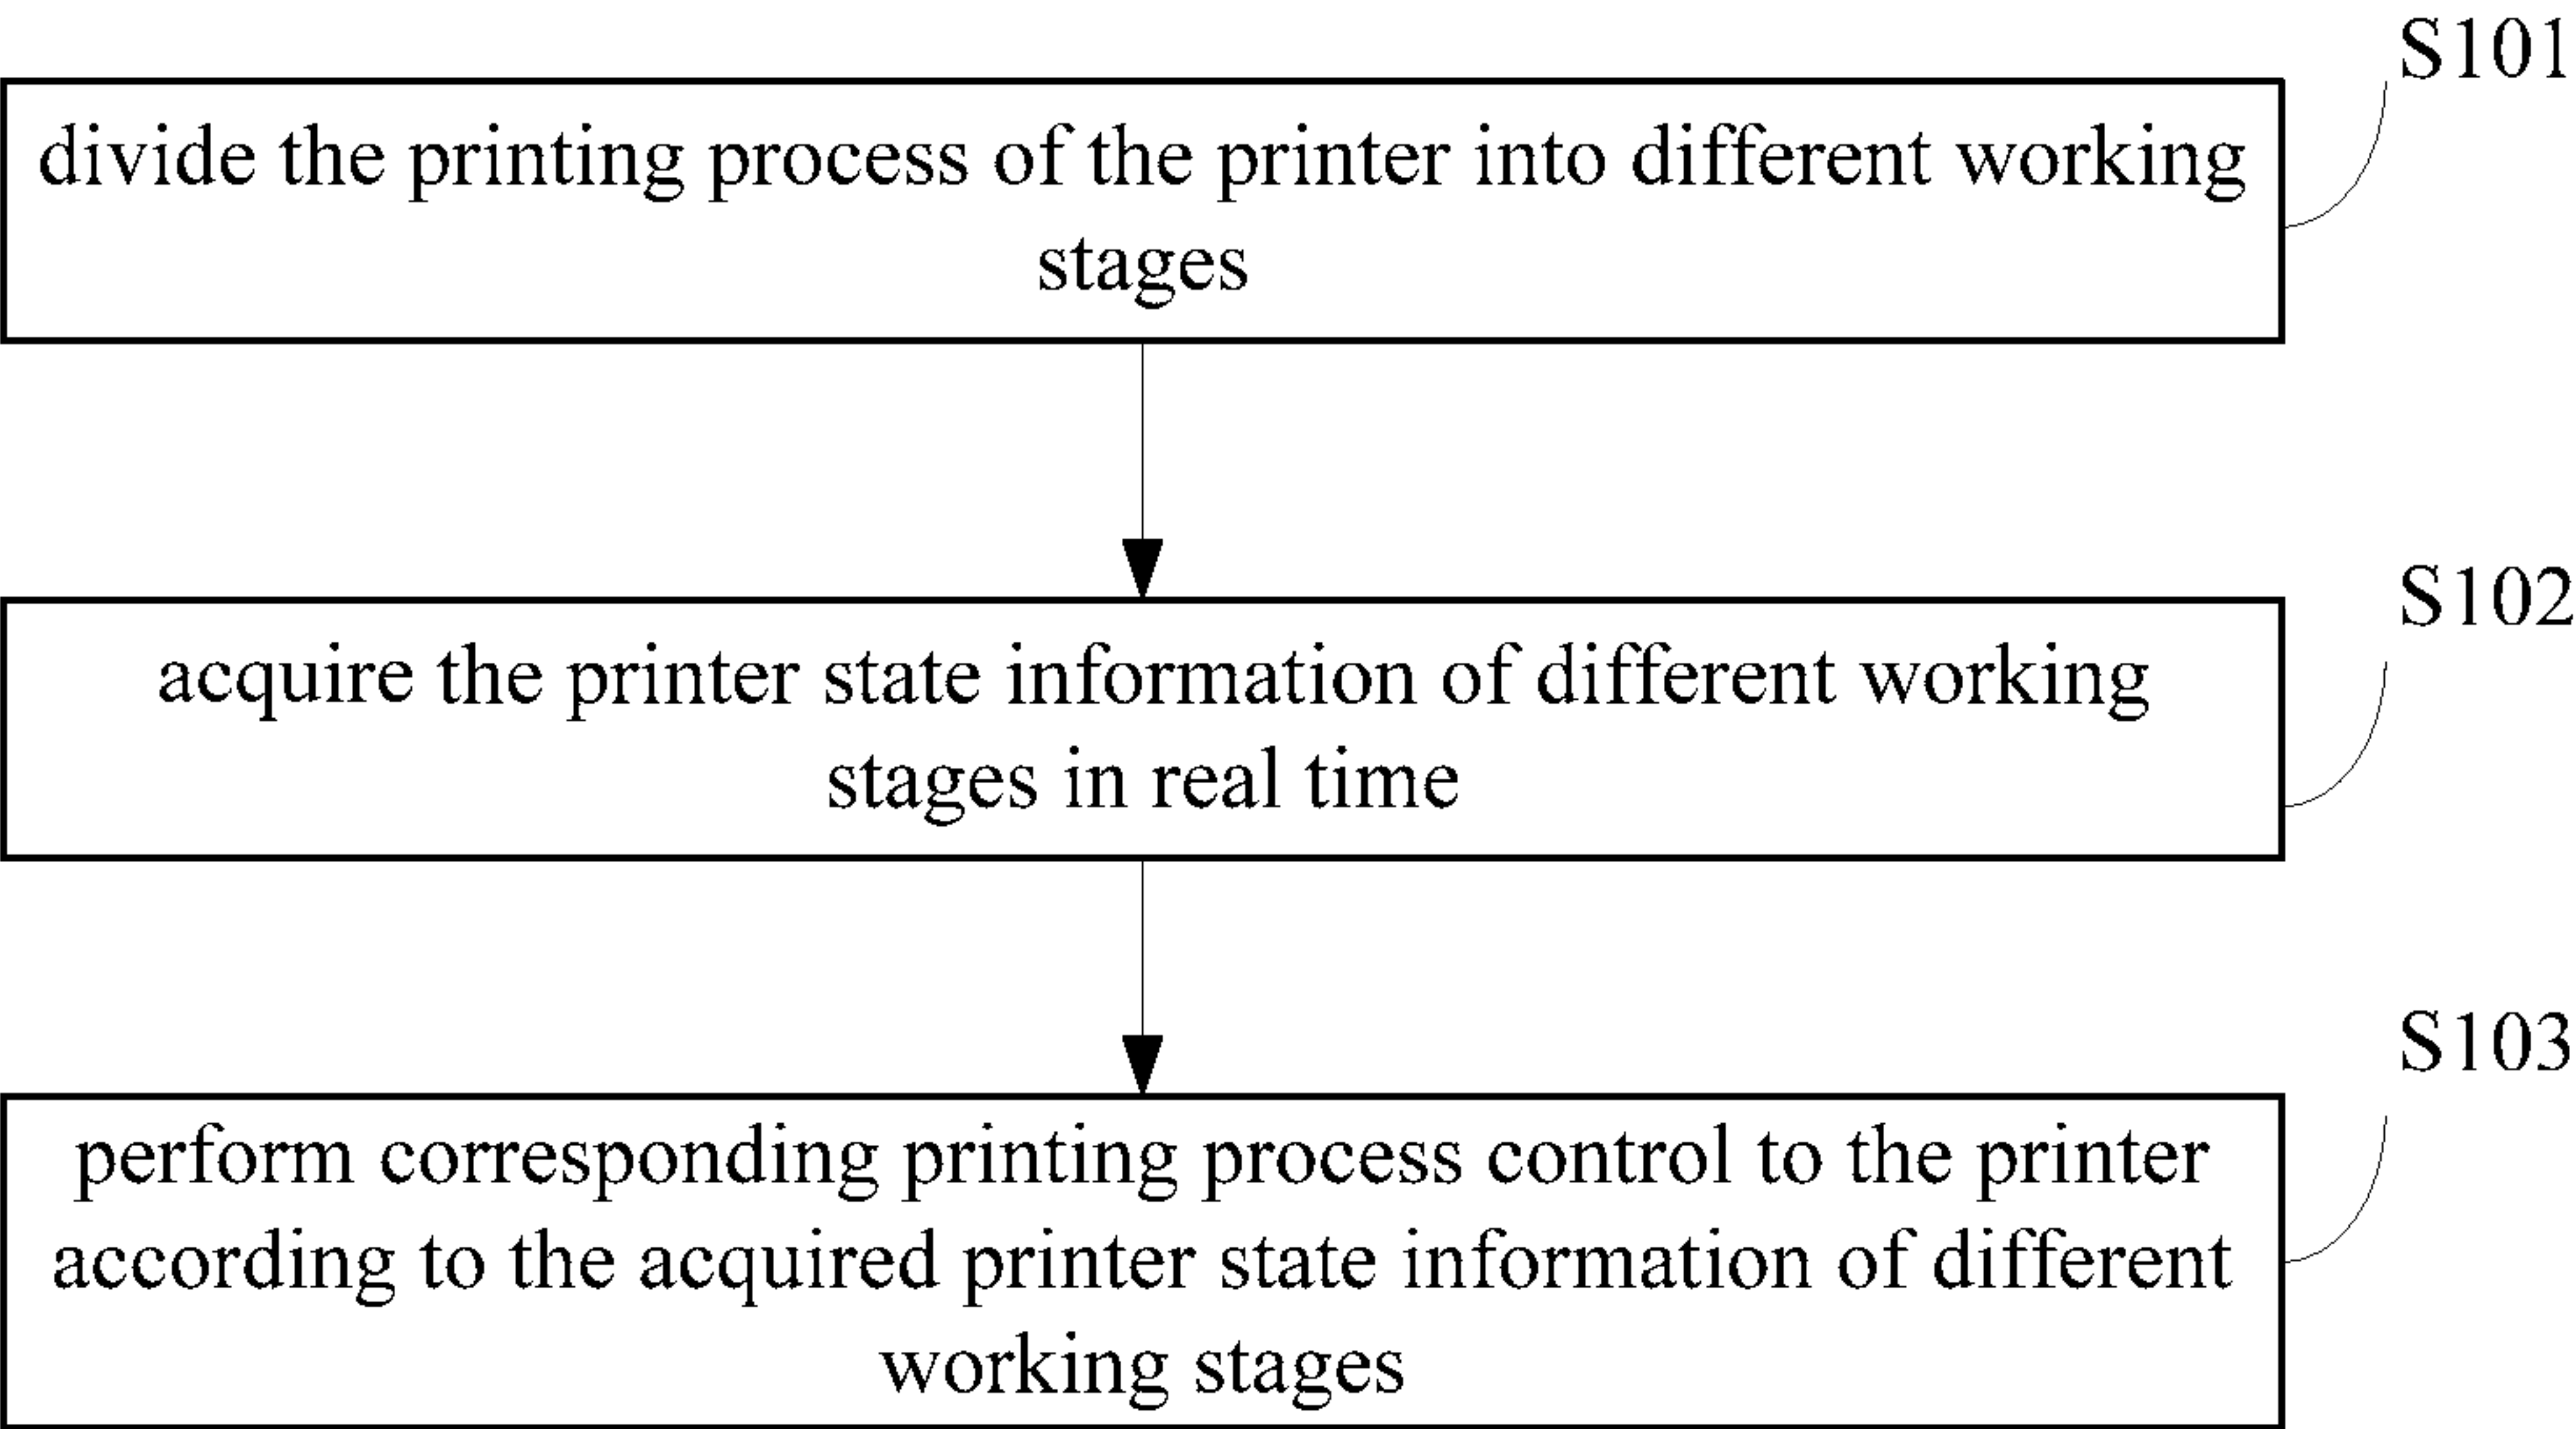 S101
divide the printing process of the printer into different working
stages
S102
acquire the printer state information of different working
stages in real time
S103
perform corresponding printing process control to the printer
according to the acquired printer state information of different
working stages